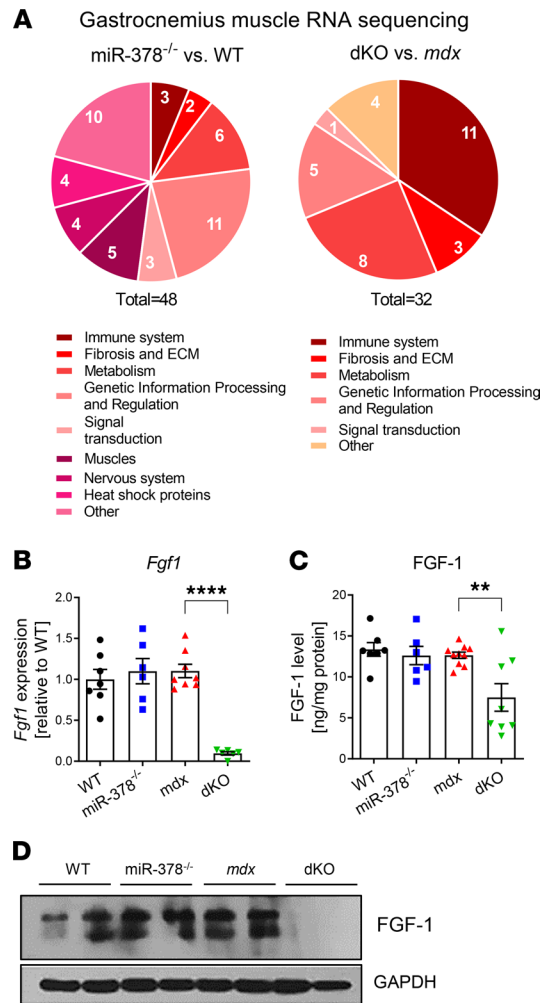 A
Gastrocnemius muscle RNA sequencing
miR-378-/- vs. WT
dKO vs. mdx
3
2
6
11
3
5
4
4
10
11
3
8
5
1
4
Total=48
Total=32
Immune system
Fibrosis and ECM
Metabolism
Genetic Information Processing
and Regulation
Signal
transduction
Muscles
Nervous system
Heat shock proteins
Other
Immune system
Fibrosis and ECM
Metabolism
Genetic Information Processing
and Regulation
Signal transduction
Other
B
Fgf1
Fgf1 expression
[relative to WT]
2.0
1.5
1.0
0.5
0.0
****
WT
miR-378-/-
mdx
dKO
C
FGF-1
FGF-1 level
[ng/mg protein]
20
15
10
5
0
**
WT
miR-378-/-
mdx
dKO
D
WT
miR-378-/-
mdx
dKO
FGF-1
GAPDH